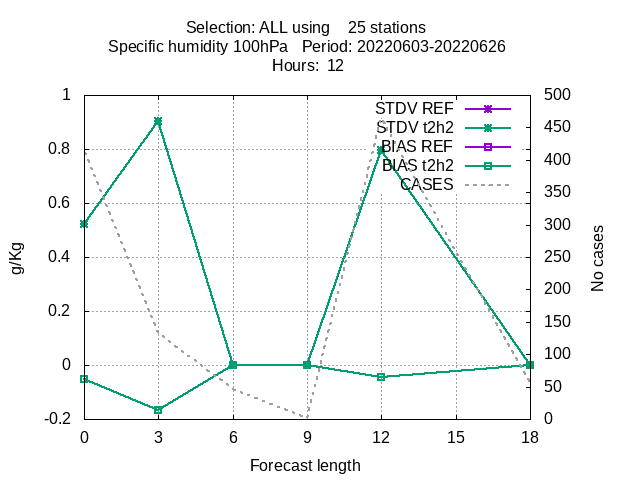 Selection: ALL using 25 stations
Specific humidity 100hPa Period: 20220603-20220626
Hours: 12
STDV REF
STDV t2h2
BIAS REF
BIAS t2h2
CASES
1
0.8
0.6
0.4
0.2
0
-0.2
g/Kg
500
450
400
350
300
250
200
150
100
50
0
No cases
0 3 6 9 12 15 18
Forecast length